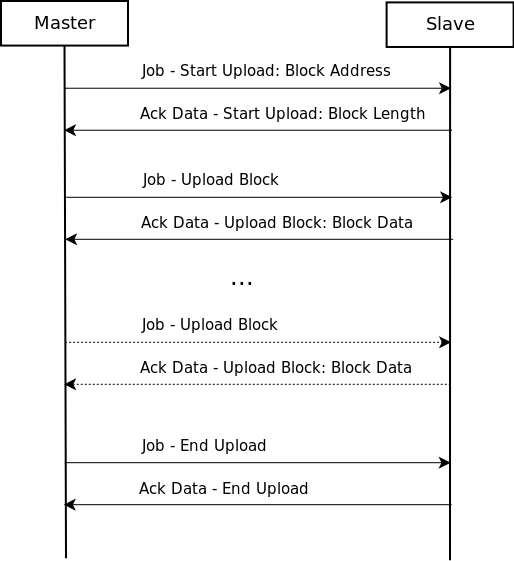 Master
Slave
Job - Start Upload: Block Address
Ack Data - Start Upload: Block Length
Job - Upload Block
Ack Data - Upload Block: Block Data
...
Job - Upload Block
Ack Data - Upload Block: Block Data
Job - End Upload
Ack Data - End Upload